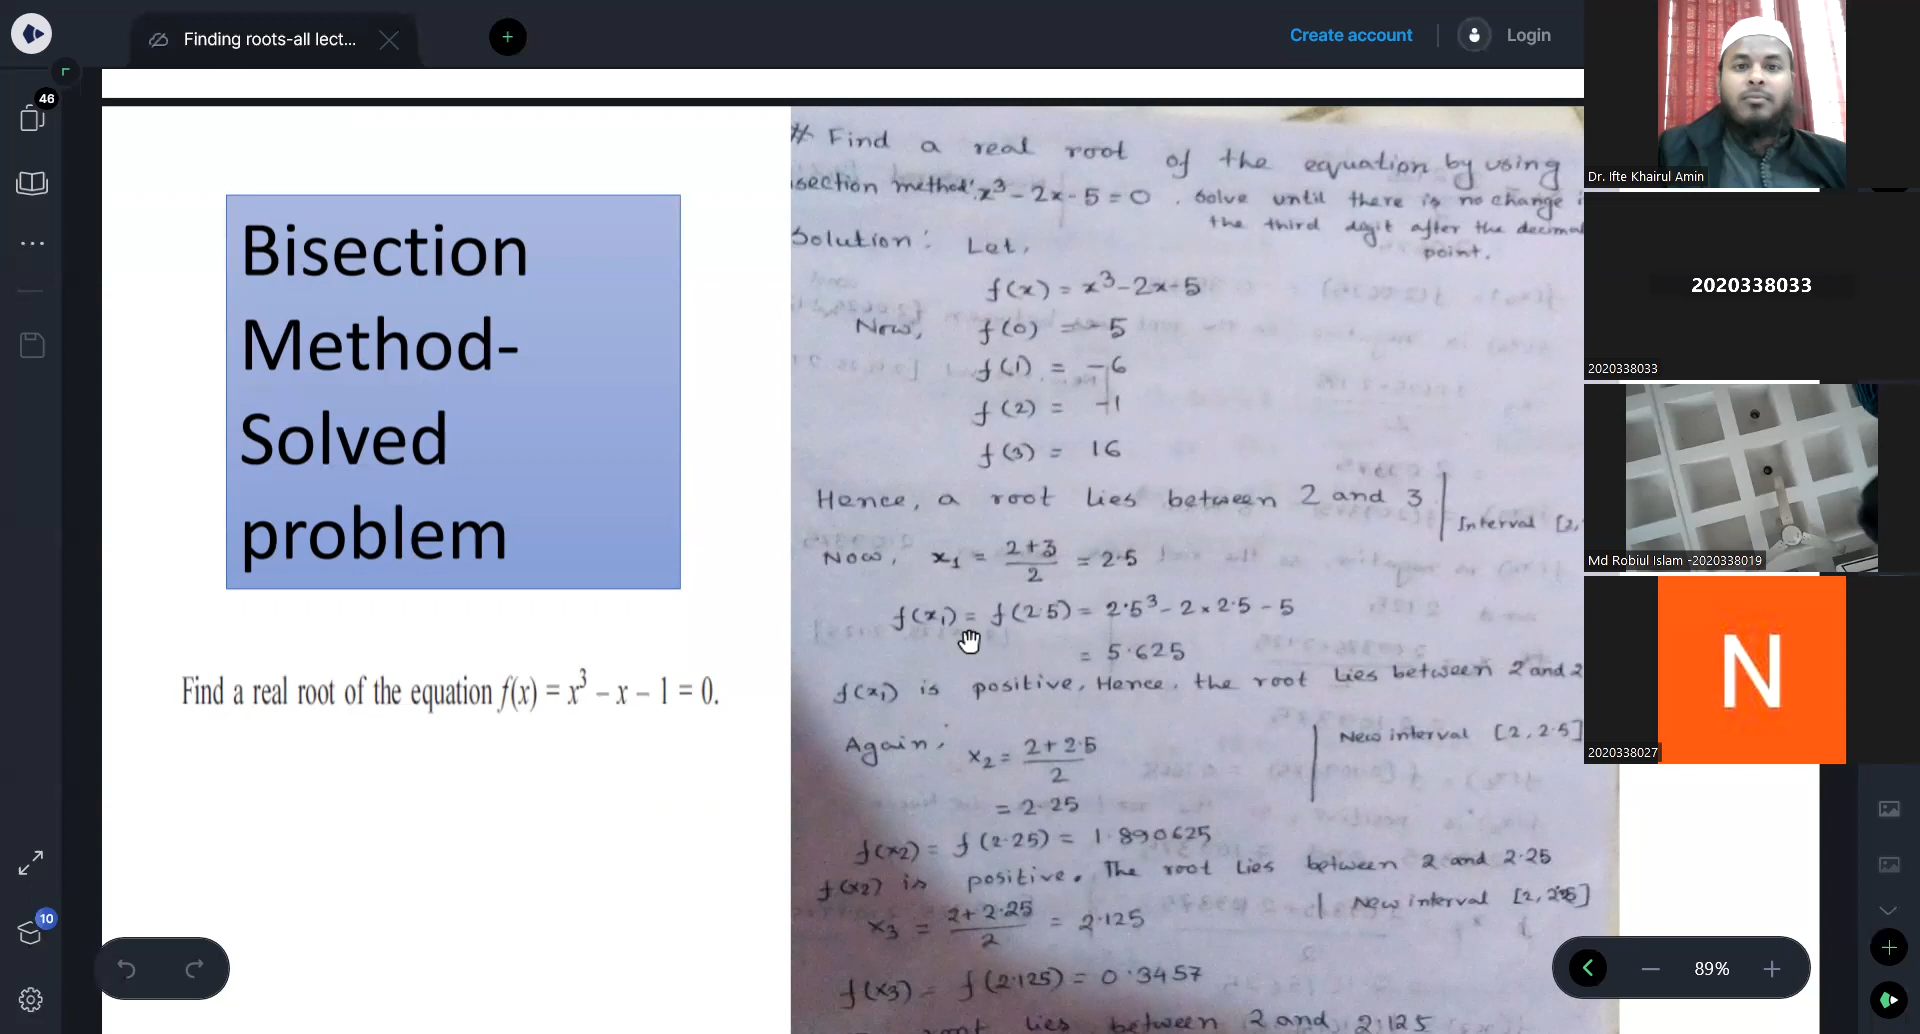 Finding roots-all lect...
Create account
Login
46
Bisection
Method-
Solved
problem
Find a real root of the equation f(x) = x³ – x – 1 = 0.
# Find a real root of the equation by using
isection method: x³ - 2x - 5 = 0 . Solve until there is no change i
the third digit after the decimal
point.
Solution: Let,
f(x) = x³ - 2x - 5
Now, f(0) = - 5
f(1) = -6
f(2) = -1
f(3) = 16
Hence, a root lies between 2 and 3
Interval [2,
Now, x₁ = (2+3)/2 = 2.5
f(x₁) = f(2.5) = 2.5³ - 2 × 2.5 - 5
= 5.625
f(x₁) is positive, Hence, the root lies between 2 and 2
New interval [2, 2.5]
Again, x₂ = (2 + 2.5)/2
= 2.25
f(x₂) = f(2.25) = 1.890625
f(x₂) is positive. The root lies between 2 and 2.25
New interval [2, 2.25]
x₃ = (2 + 2.25)/2 = 2.125
f(x₃) = f(2.125) = 0.3457
root lies between 2 and 2.125
10
89%
Dr. Ifte Khairul Amin
2020338033
2020338033
Md Robiul Islam -2020338019
N
2020338027